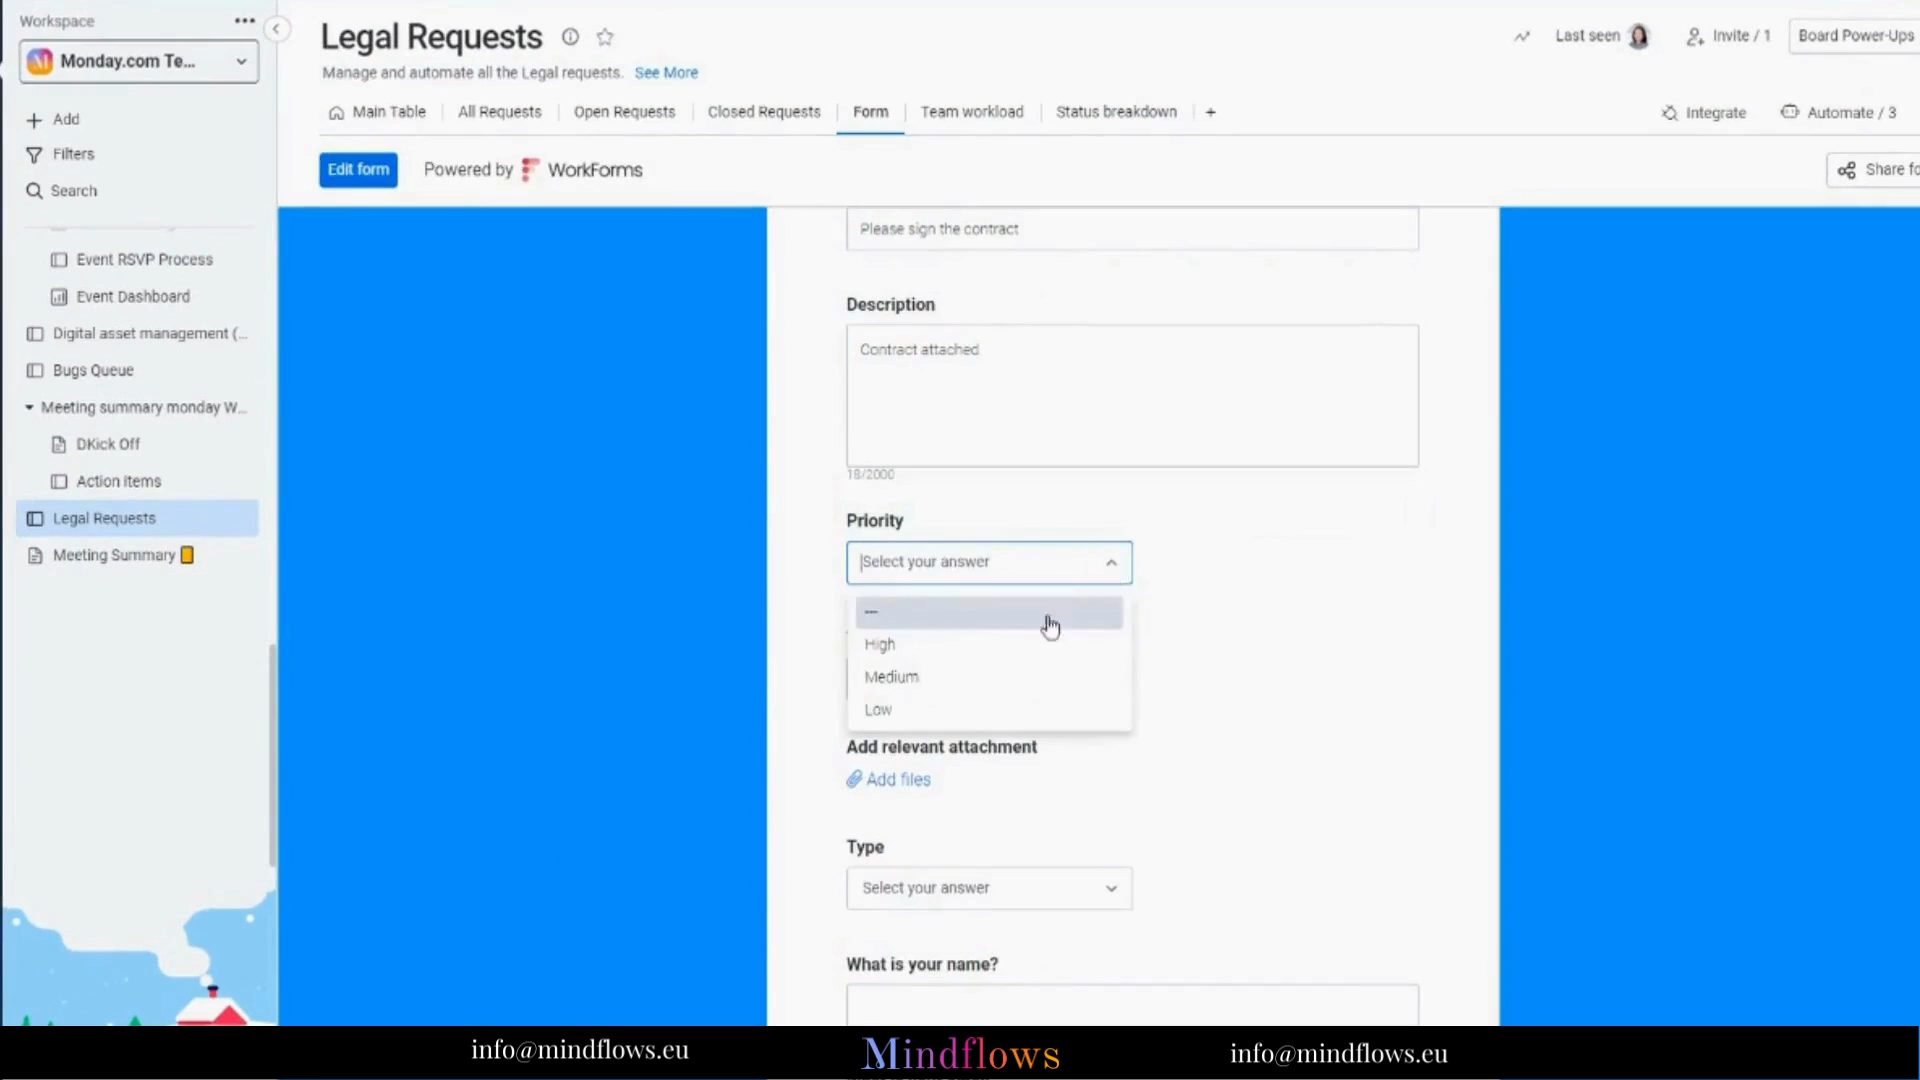 Workspace
Monday.com Te...
Add
Filters
Search
Event RSVP Process
Event Dashboard
Digital asset management (...
Bugs Queue
Meeting summary monday W...
DKick Off
Action items
Legal Requests
Meeting Summary
Legal Requests
Last seen
Invite / 1
Board Power-Ups
Manage and automate all the Legal requests. See More
Main Table
All Requests
Open Requests
Closed Requests
Form
Team workload
Status breakdown
Integrate
Automate / 3
Edit form
Powered by WorkForms
Share fo
Please sign the contract
Description
Contract attached
18/2000
Priority
Select your answer
---
High
Medium
Low
Add relevant attachment
Add files
Type
Select your answer
What is your name?
info@mindflows.eu
Mindflows
info@mindflows.eu